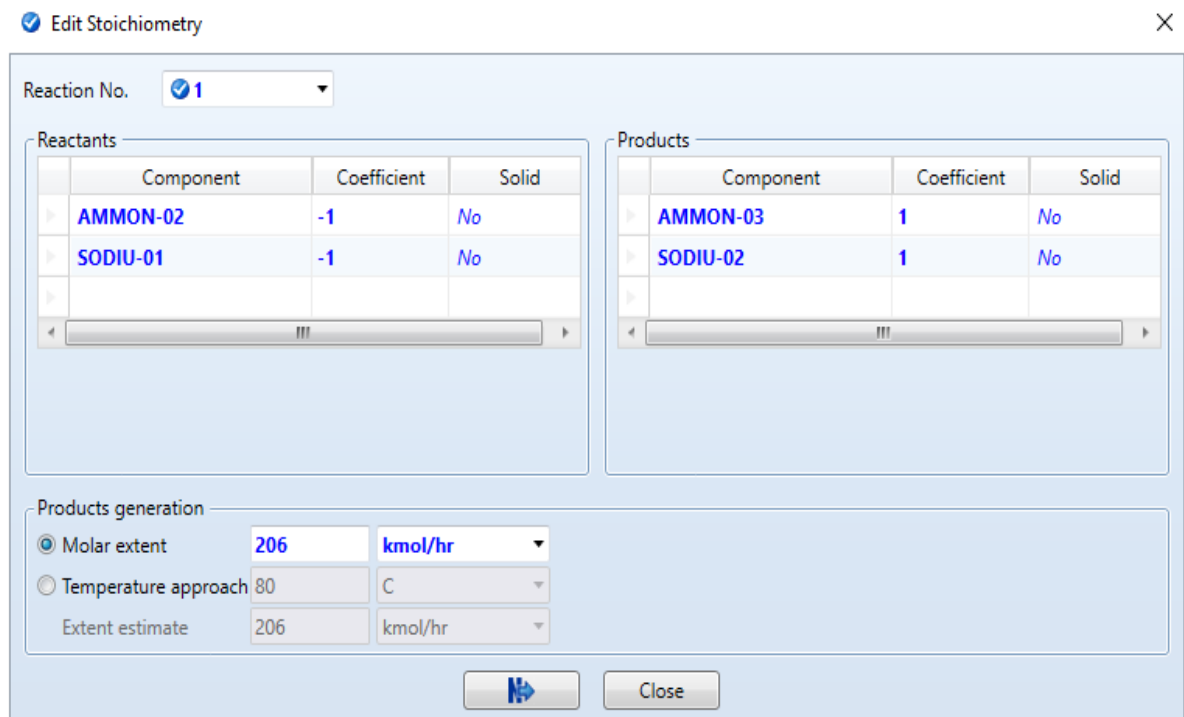 Edit Stoichiometry
Reaction No. 1
Reactants
Component Coefficient Solid
AMMON-02 -1 No
SODIU-01 -1 No
Products
Component Coefficient Solid
AMMON-03 1 No
SODIU-02 1 No
Products generation
Molar extent 206 kmol/hr
Temperature approach 80 C
Extent estimate 206 kmol/hr
Close